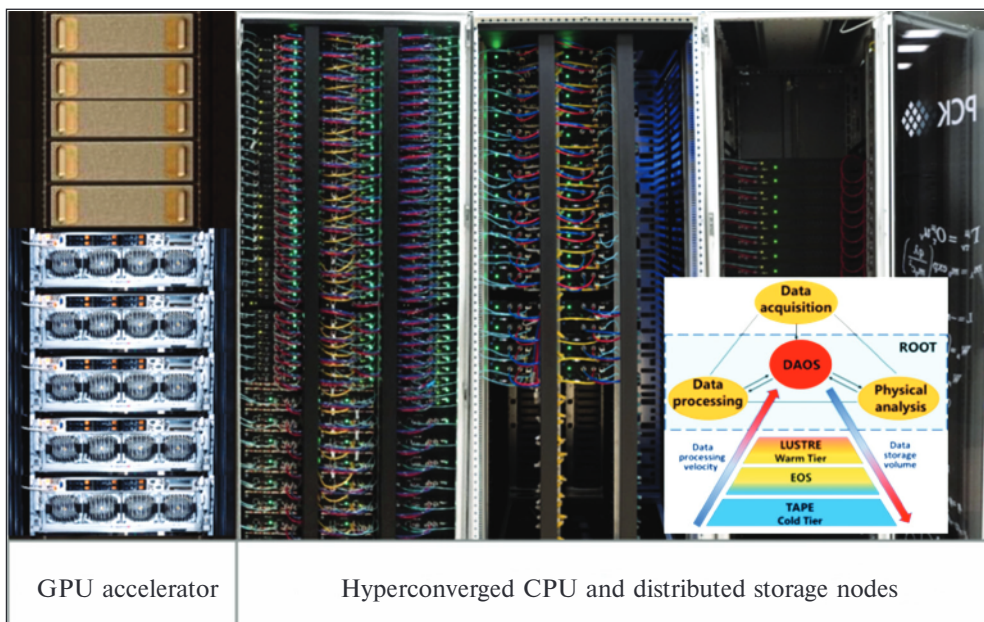 РСК
Data
acquisition
ROOT
DAOS
Data
processing
Physical
analysis
Data
processing
velocity
LUSTRE
Warm Tier
Data
storage
volume
EOS
TAPE
Cold Tier
GPU accelerator
Hyperconverged CPU and distributed storage nodes